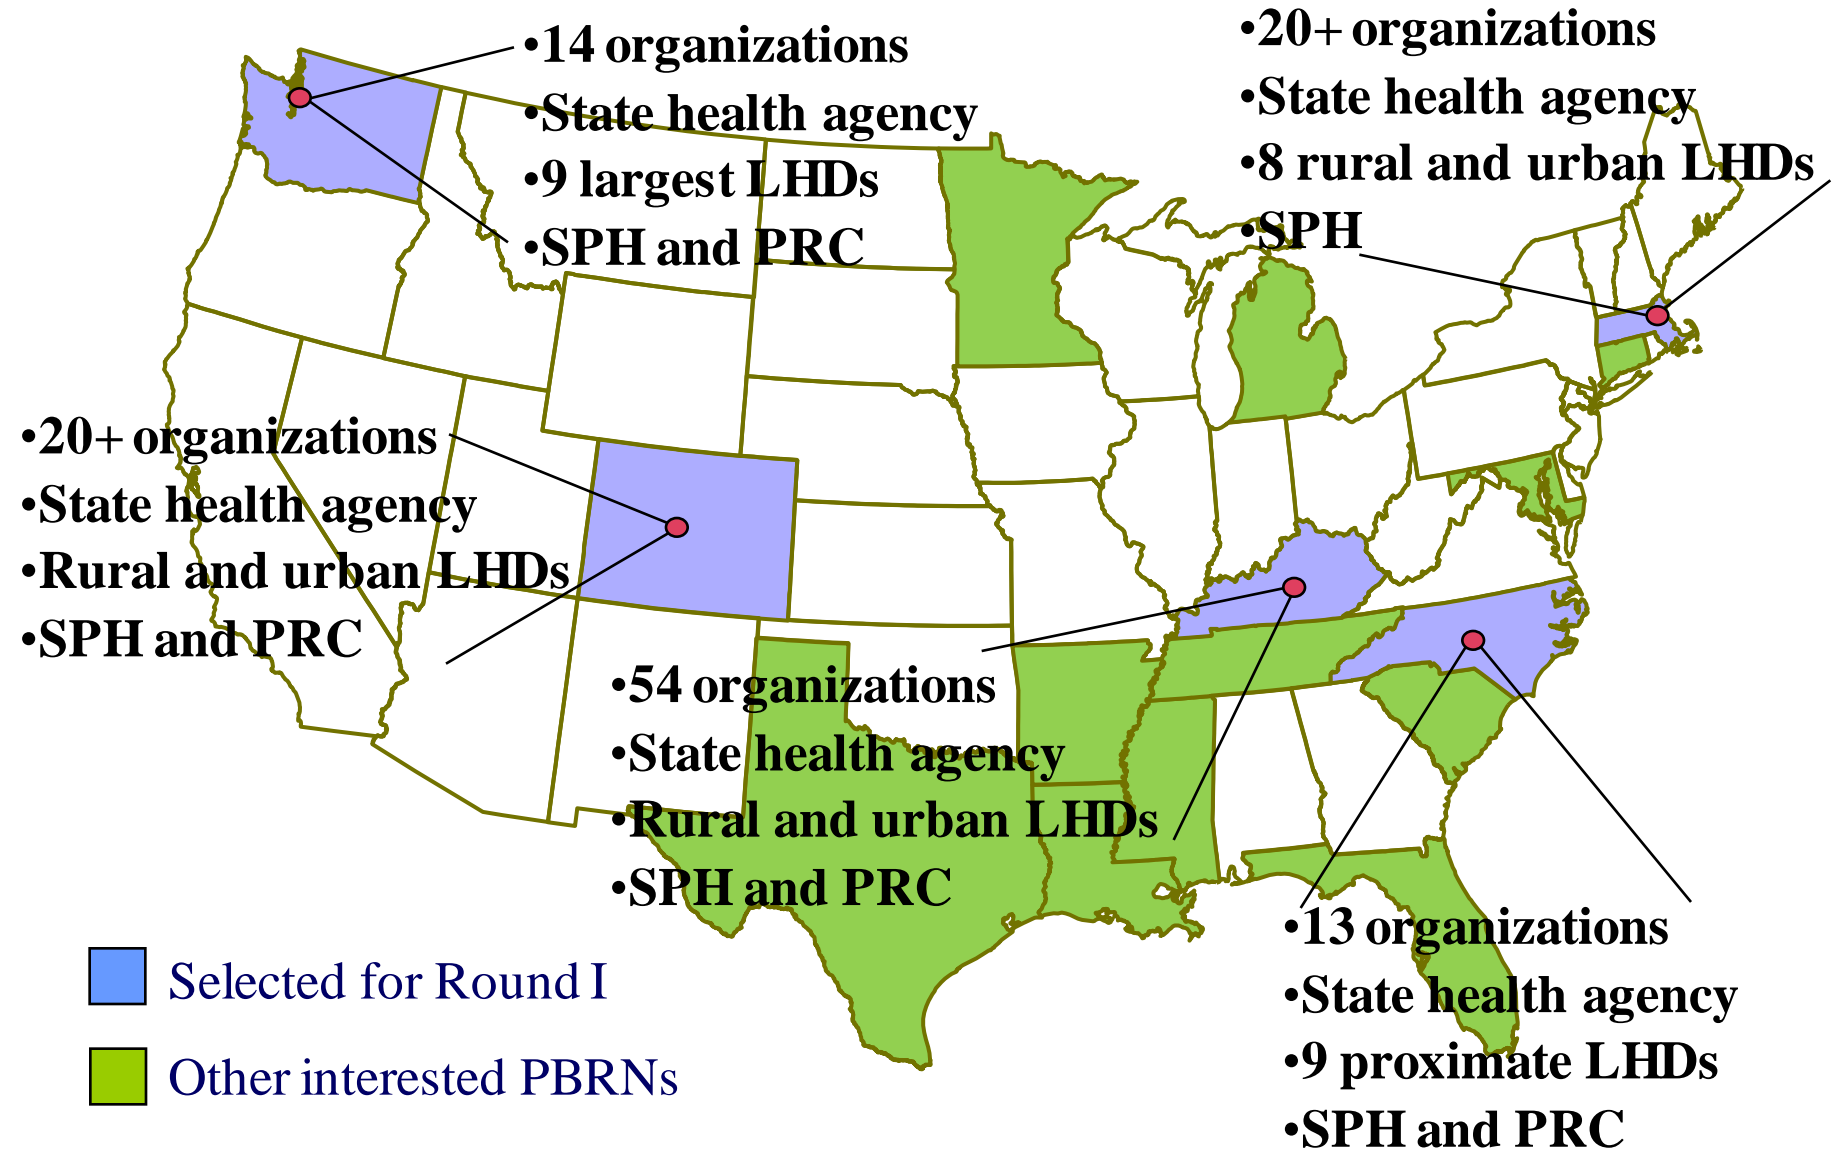 •14 organizations
•State health agency
•9 largest LHDs
•SPH and PRC
•20+ organizations
•State health agency
•8 rural and urban LHDs
•SPH
•20+ organizations
•State health agency
•Rural and urban LHDs
•SPH and PRC
•54 organizations
•State health agency
•Rural and urban LHDs
•SPH and PRC
•13 organizations
•State health agency
•9 proximate LHDs
•SPH and PRC
Selected for Round I
Other interested PBRNs